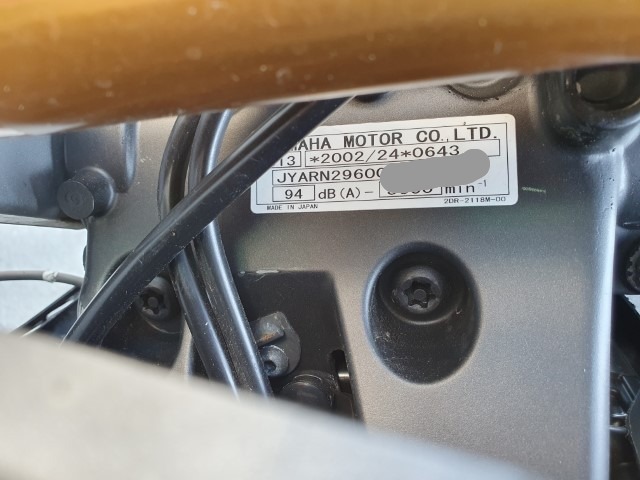 MAHA MOTOR CO.,LTD.
13 *2002/24*0643
JYARN2960
94 dB(A)- min⁻¹
MADE IN JAPAN 2DR-2118M-00